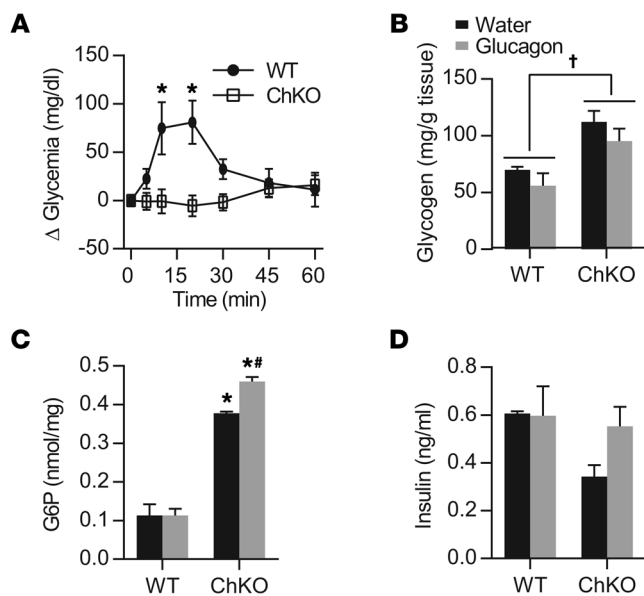 A
Δ Glycemia (mg/dl)
150
100
50
0
-50
WT
ChKO
* *
0 15 30 45 60
Time (min)
B
Water
Glucagon
Glycogen (mg/g tissue)
150
100
50
0
†
WT ChKO
C
G6P (nmol/mg)
0.5
0.4
0.3
0.2
0.1
0.0
*
*#
WT ChKO
D
Insulin (ng/ml)
0.8
0.6
0.4
0.2
0.0
WT ChKO